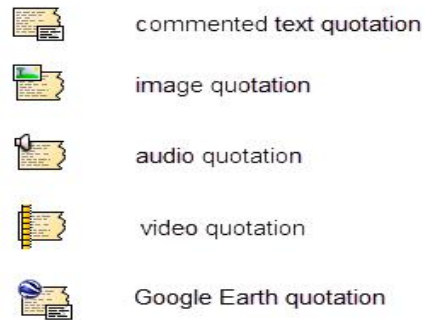 commented text quotation
image quotation
audio quotation
video quotation
Google Earth quotation